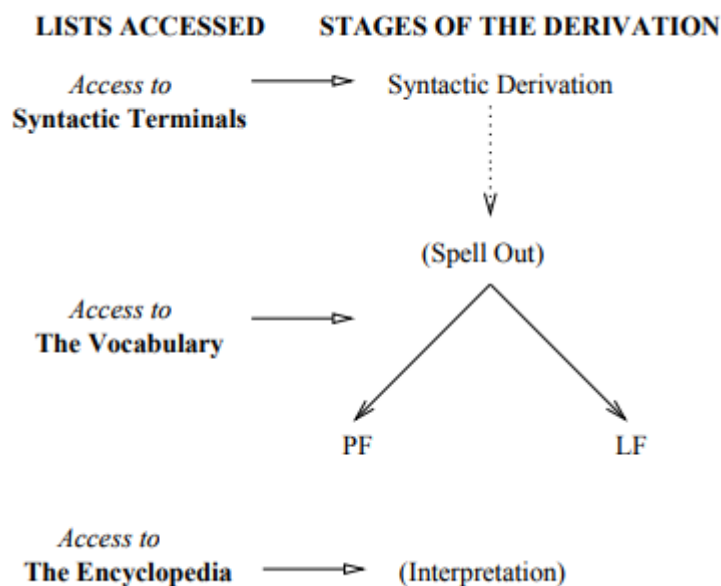 LISTS ACCESSED STAGES OF THE DERIVATION
Access to Syntactic Derivation
Syntactic Terminals
(Spell Out)
Access to
The Vocabulary
PF LF
Access to
The Encyclopedia (Interpretation)